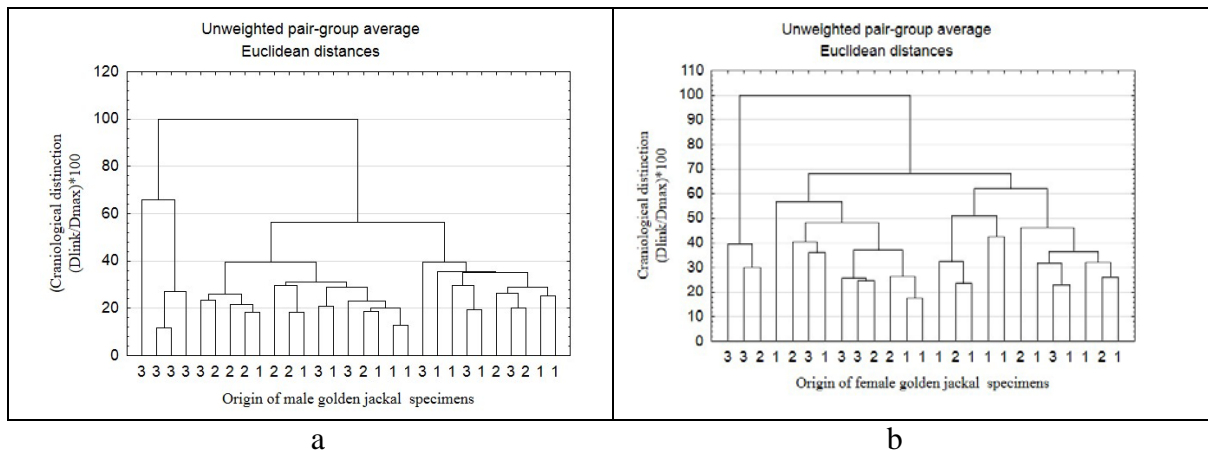 Unweighted pair-group average
Euclidean distances
(Craniological distinction
(Dlink/Dmax)*100
120
100
80
60
40
20
0
3 3 3 3 3 2 2 2 1 2 2 1 3 1 3 2 1 1 1 3 1 1 3 1 2 3 2 1 1
Origin of male golden jackal specimens
a
Unweighted pair-group average
Euclidean distances
Craniological distinction
(Dlink/Dmax)*100
110
100
90
80
70
60
50
40
30
20
10
0
3 3 2 1 2 3 1 3 3 2 2 1 1 1 2 1 1 1 2 1 3 1 1 2 1
Origin of female golden jackal specimens
b